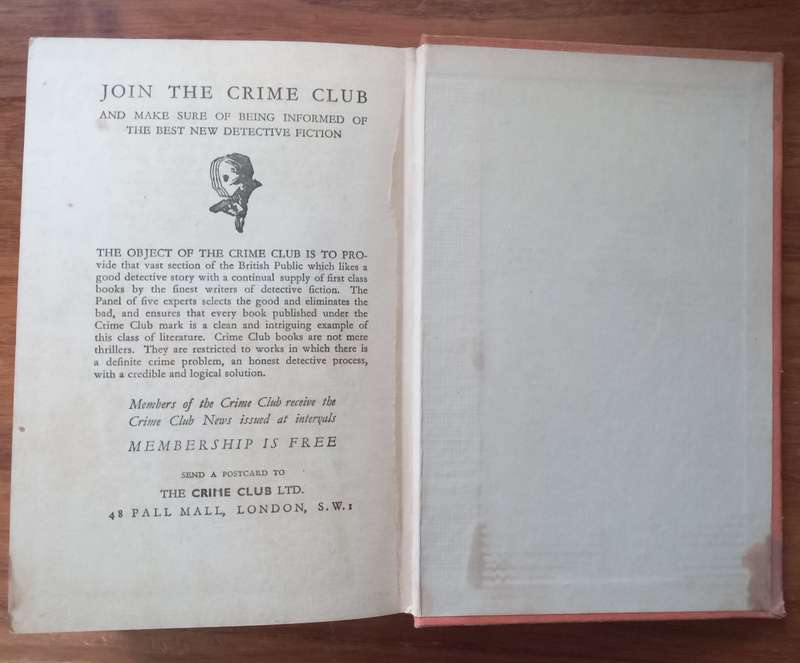 JOIN THE CRIME CLUB
AND MAKE SURE OF BEING INFORMED OF
THE BEST NEW DETECTIVE FICTION
THE OBJECT OF THE CRIME CLUB IS TO PRO-
vide that vast section of the British Public which likes a
good detective story with a continual supply of first class
books by the finest writers of detective fiction. The
Panel of five experts selects the good and eliminates the
bad, and ensures that every book published under the
Crime Club mark is a clean and intriguing example of
this class of literature. Crime Club books are not mere
thrillers. They are restricted to works in which there is
a definite crime problem, an honest detective process,
with a credible and logical solution.
Members of the Crime Club receive the
Crime Club News issued at intervals
MEMBERSHIP IS FREE
SEND A POSTCARD TO
THE CRIME CLUB LTD.
48 PALL MALL, LONDON, S.W.1